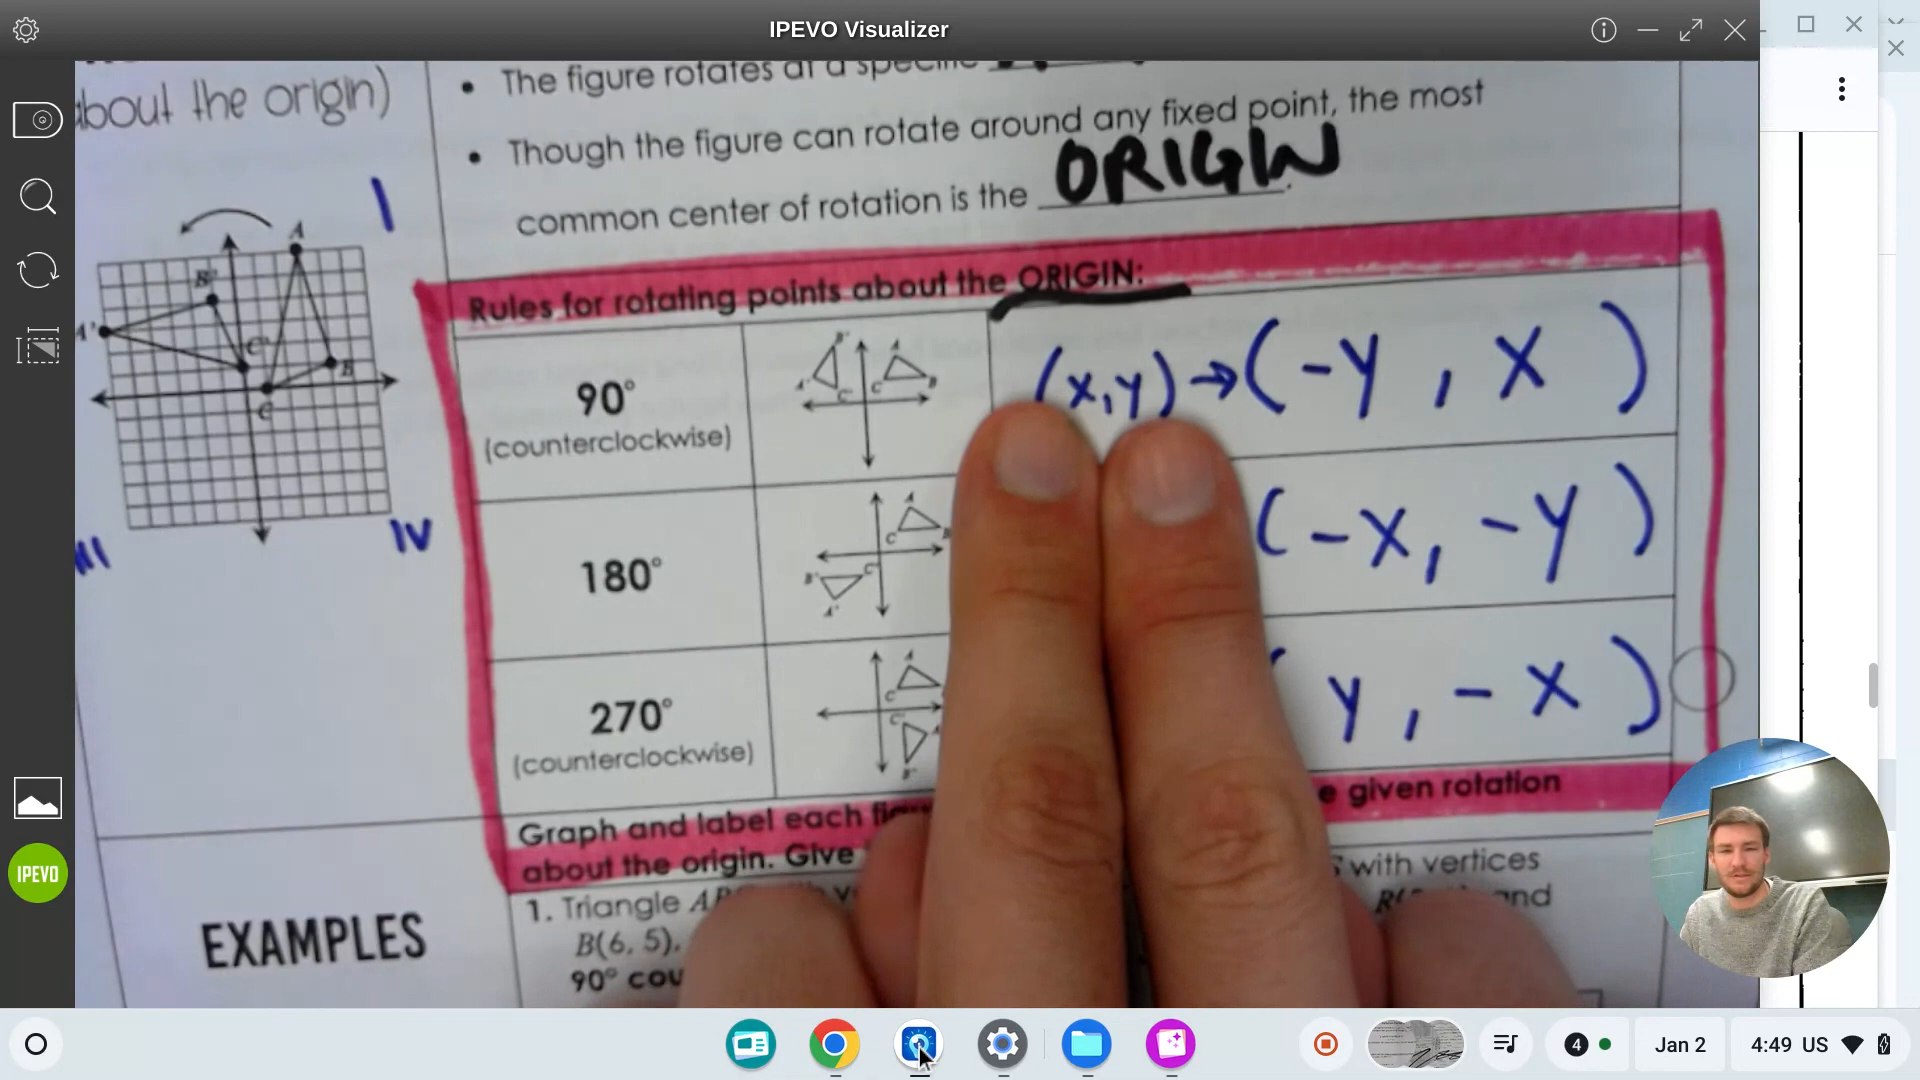 IPEVO Visualizer
about the origin)
• The figure rotates at a specific
• Though the figure can rotate around any fixed point, the most
common center of rotation is the ORIGIN.
I
III
IV
A
B'
A'
C'
B
C
Rules for rotating points about the ORIGIN:
90°
(counterclockwise)
(x,y) → (-y, x)
180°
(-x, -y)
270°
(counterclockwise)
y, -x)
Graph and label each
given rotation
about the origin. Give
EXAMPLES
1. Triangle
with vertices
B(6, 5),
and
90°
IPEVO
4
Jan 2
4:49 US